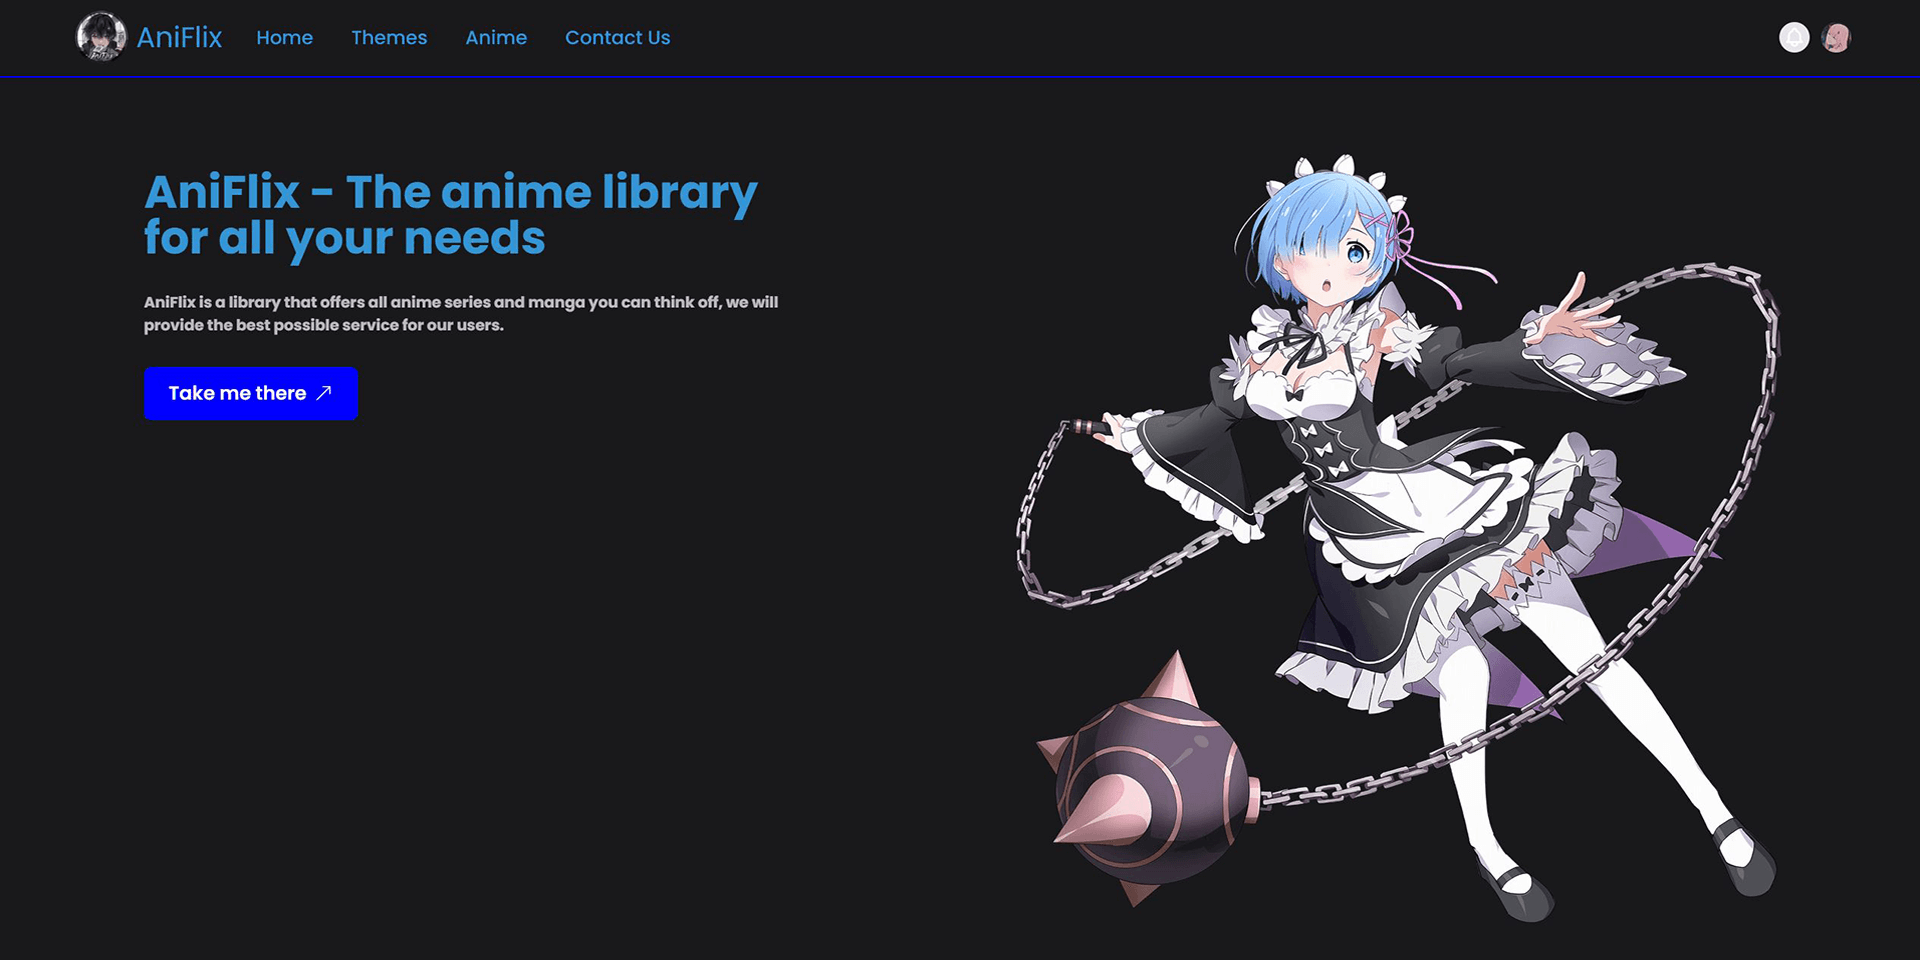 AniFlix
Home
Themes
Anime
Contact Us
AniFlix - The anime library
for all your needs
AniFlix is a library that offers all anime series and manga you can think off, we will
provide the best possible service for our users.
Take me there